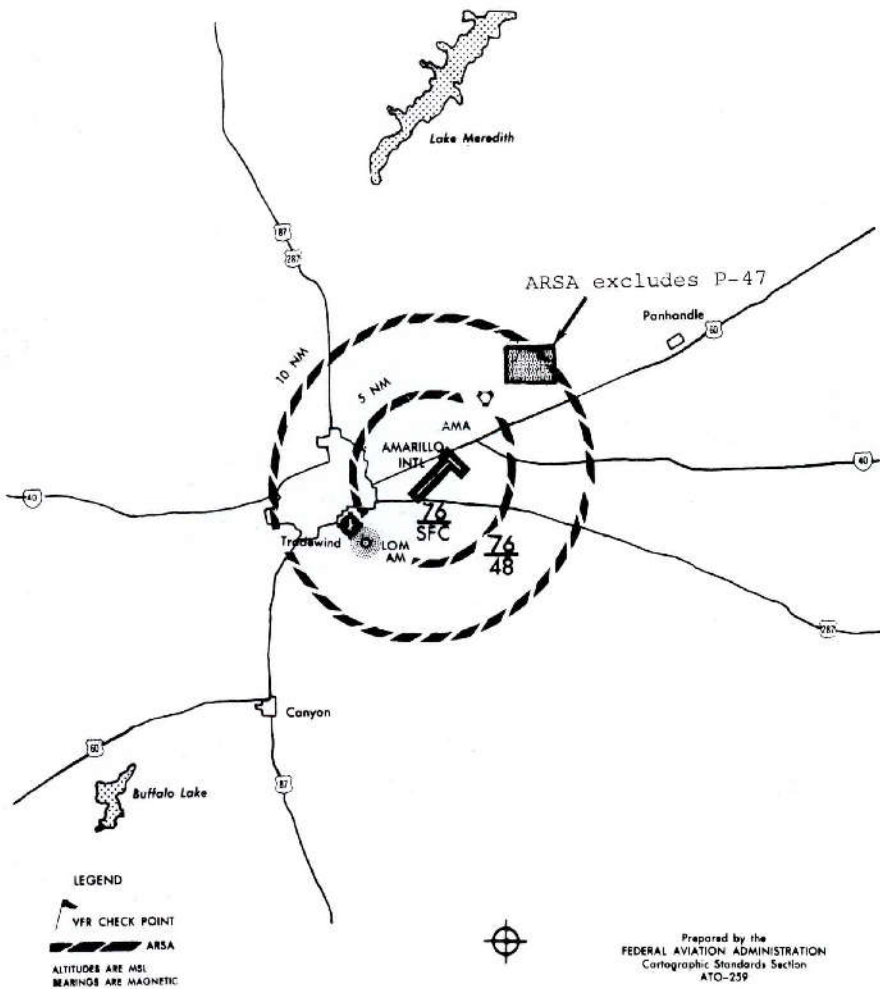 Lake Meredith
87
287
ARSA excludes P-47
Panhandle
60
10 NM
5 NM
AMA
AMARILLO
INTL
40
40
76
SFC
Tradewind
LOM
AM
76
48
287
Canyon
60
87
Buffalo Lake
LEGEND
VFR CHECK POINT
ARSA
ALTITUDES ARE MSL
BEARINGS ARE MAGNETIC
Prepared by the
FEDERAL AVIATION ADMINISTRATION
Cartographic Standards Section
ATO-259